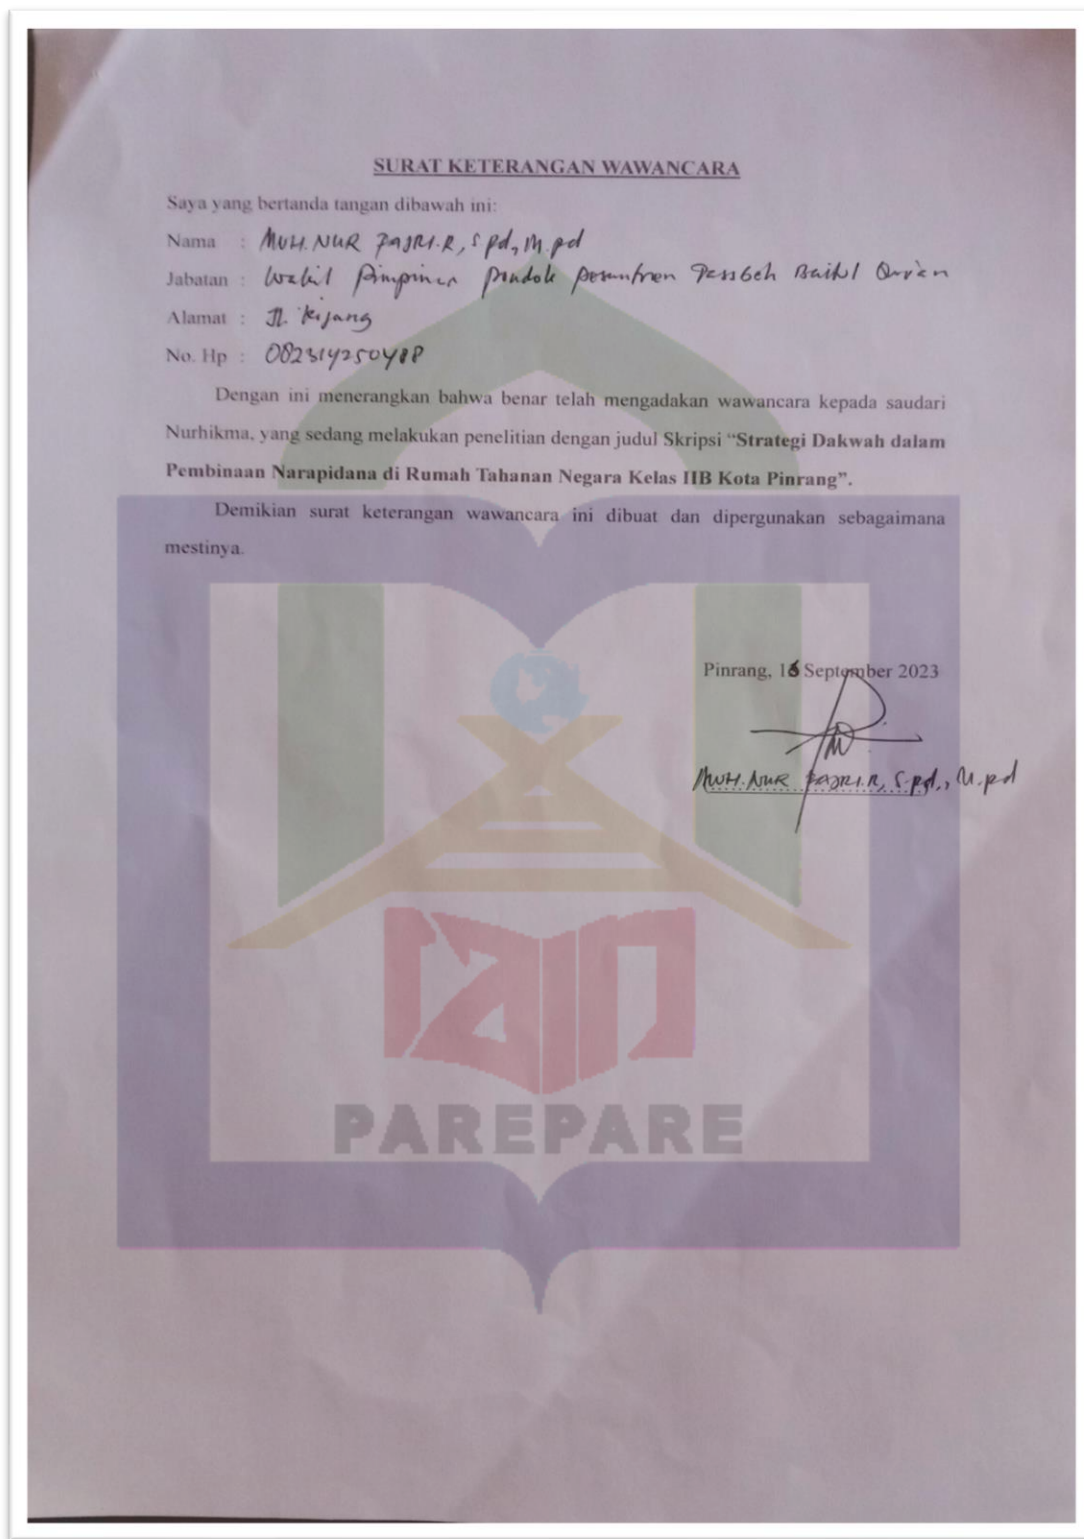 SURAT KETERANGAN WAWANCARA
Saya yang bertanda tangan dibawah ini:
Nama : MUH. NUR FAJRI.R, S.Pd, M.pd
Jabatan : Wakil Pimpinan Pondok Pesantren Baitul Qur'an
Alamat : Jl. Kijang
No. Hp :
Dengan ini menerangkan bahwa benar telah mengadakan wawancara kepada saudari
Nurhikma, yang sedang melakukan penelitian dengan judul Skripsi “Strategi Dakwah dalam
Pembinaan Narapidana di Rumah Tahanan Negara Kelas IIB Kota Pinrang”.
Demikian surat keterangan wawancara ini dibuat dan dipergunakan sebagaimana
mestinya.
Pinrang, 16 September 2023
MUH. NUR FAJRI.R, S.pd., M.pd
iain
PAREPARE